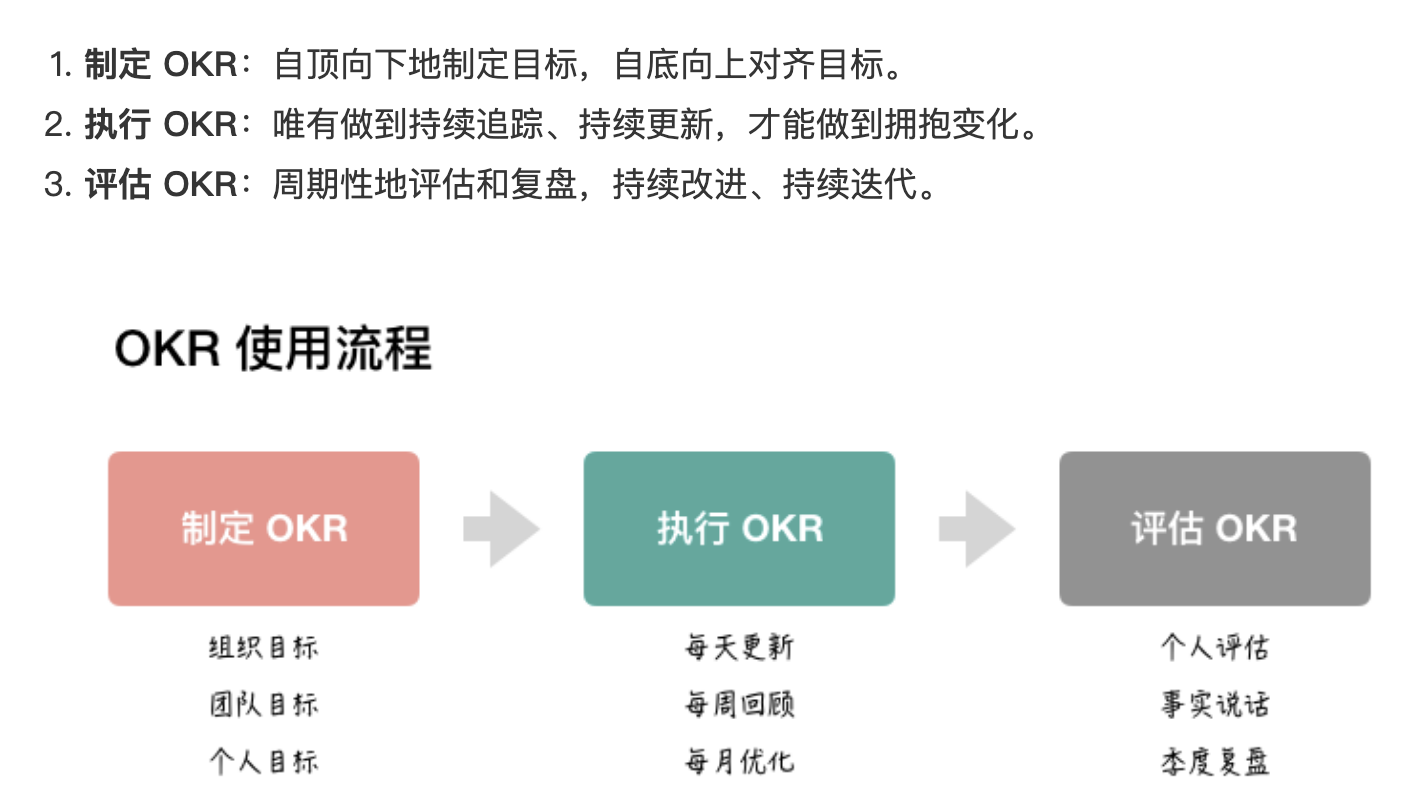 1. 制定 OKR：自顶向下地制定目标，自底向上对齐目标。
2. 执行 OKR：唯有做到持续追踪、持续更新，才能做到拥抱变化。
3. 评估 OKR：周期性地评估和复盘，持续改进、持续迭代。
OKR 使用流程
制定 OKR
执行 OKR
评估 OKR
组织目标
每天更新
个人评估
团队目标
每周回顾
事实说话
个人目标
每月优化
季度复盘